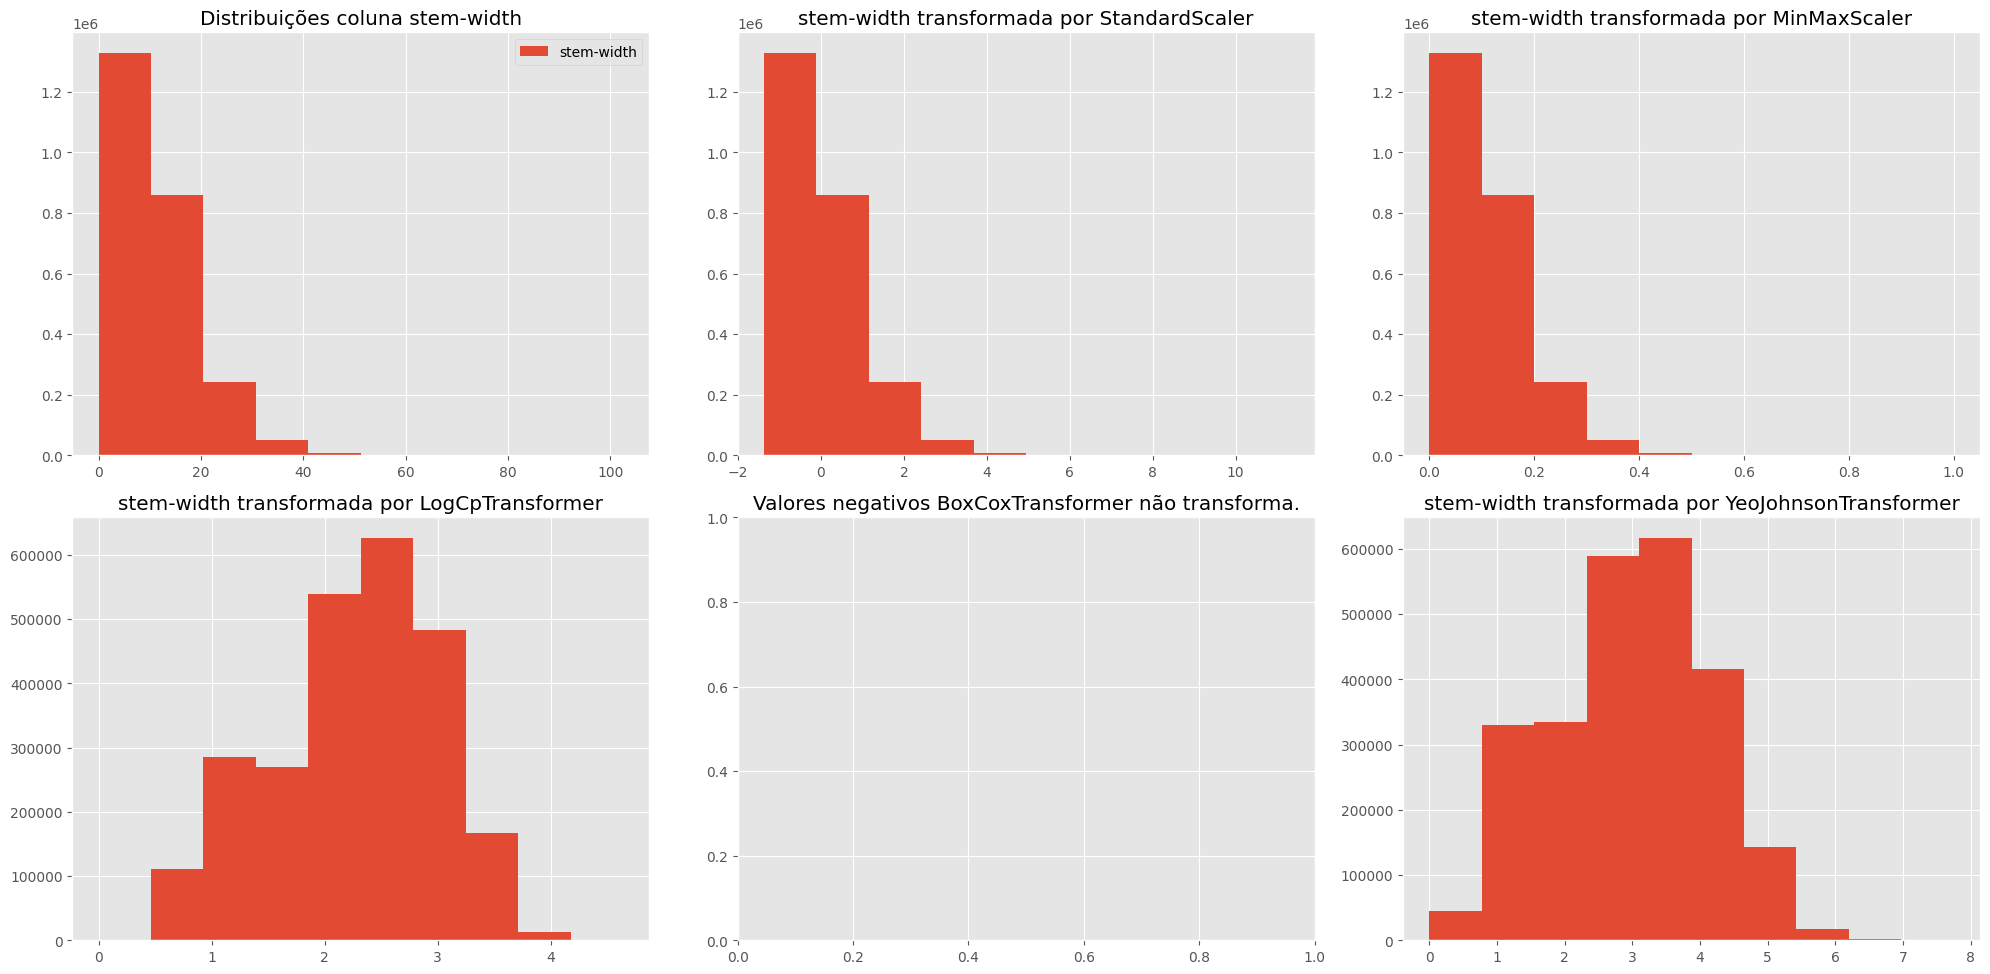 Distribuições coluna stem-width
1e6
stem-width
1.2
1.0
0.8
0.6
0.4
0.2
0.0
0 20 40 60 80 100
stem-width transformada por StandardScaler
1e6
1.2
1.0
0.8
0.6
0.4
0.2
0.0
−2 0 2 4 6 8 10
stem-width transformada por MinMaxScaler
1e6
1.2
1.0
0.8
0.6
0.4
0.2
0.0
0.0 0.2 0.4 0.6 0.8 1.0
stem-width transformada por LogCpTransformer
600000
500000
400000
300000
200000
100000
0
0 1 2 3 4
Valores negativos BoxCoxTransformer não transforma.
1.0
0.8
0.6
0.4
0.2
0.0
0.0 0.2 0.4 0.6 0.8 1.0
stem-width transformada por YeoJohnsonTransformer
600000
500000
400000
300000
200000
100000
0
0 1 2 3 4 5 6 7 8